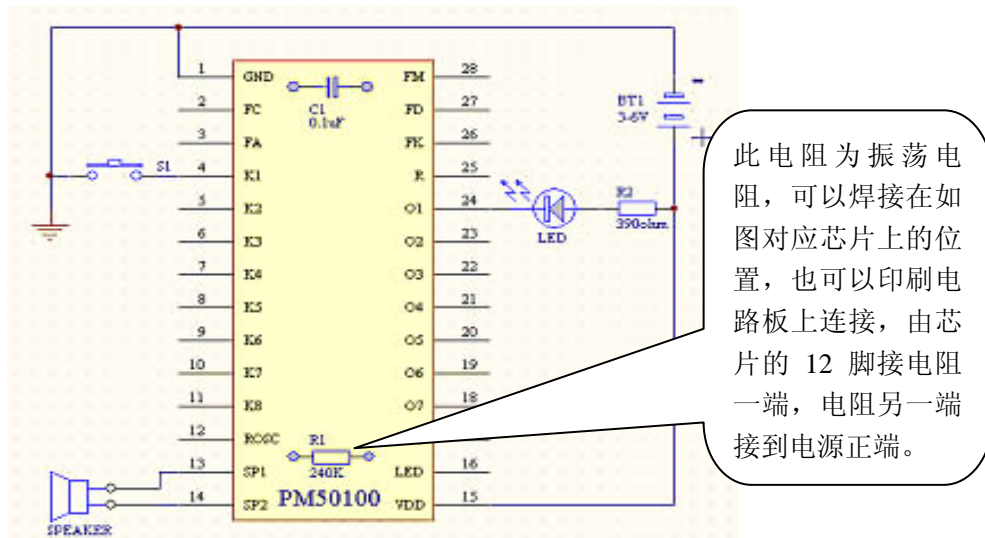 1 GND FM 28
2 FC FD 27
3 FA FK 26
4 K1 R 25
5 K2 O1 24
6 K3 O2 23
7 K4 O3 22
8 K5 O4 21
9 K6 O5 20
10 K7 O6 19
11 K8 O7 18
12 ROSC
13 SP1 LED 16
14 SP2 VDD 15
C1
0.1uF
R1
240K
PM50100
S1
SPEAKER
LED
R2
390ohm
BT1
3-6V
-
+
此电阻为振荡电
阻，可以焊接在如
图对应芯片上的位
置，也可以印刷电
路板上连接，由芯
片的 12 脚接电阻
一端，电阻另一端
接到电源正端。